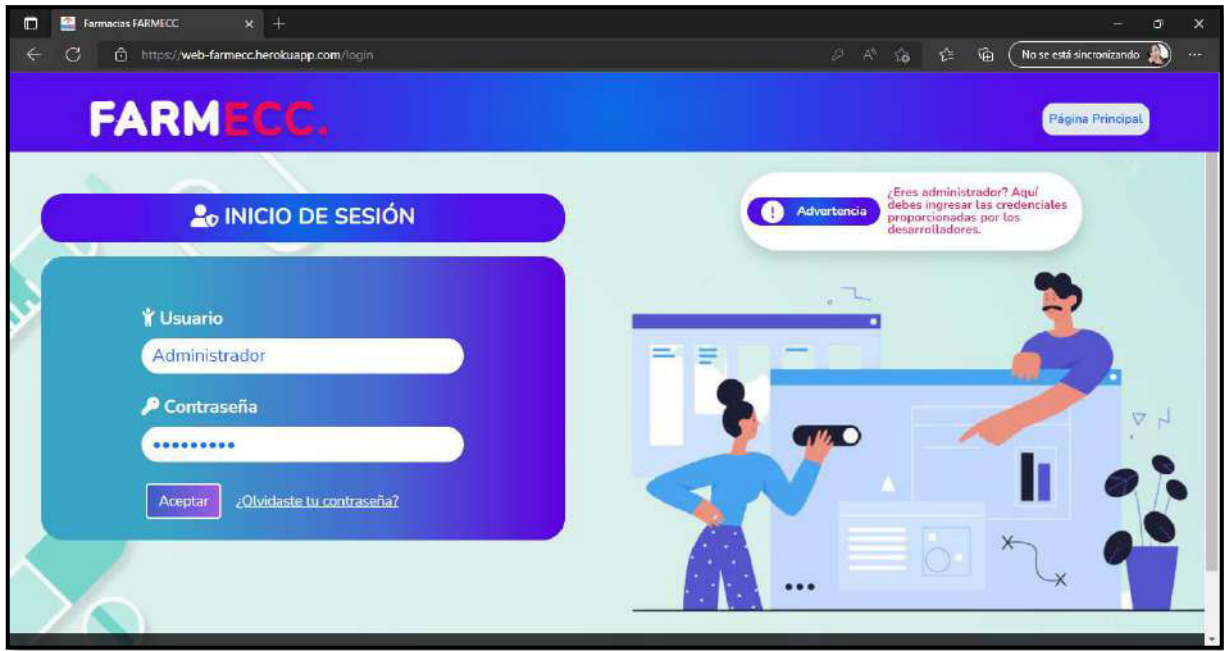 Farmacias FARMECC
https://web-farmecc.herokuapp.com/login
No se está sincronizando
FARMECC.
Página Principal
INICIO DE SESIÓN
Advertencia
¿Eres administrador? Aquí
debes ingresar las credenciales
proporcionadas por los
desarrolladores.
Usuario
Administrador
Contraseña
Aceptar
¿Olvidaste tu contraseña?